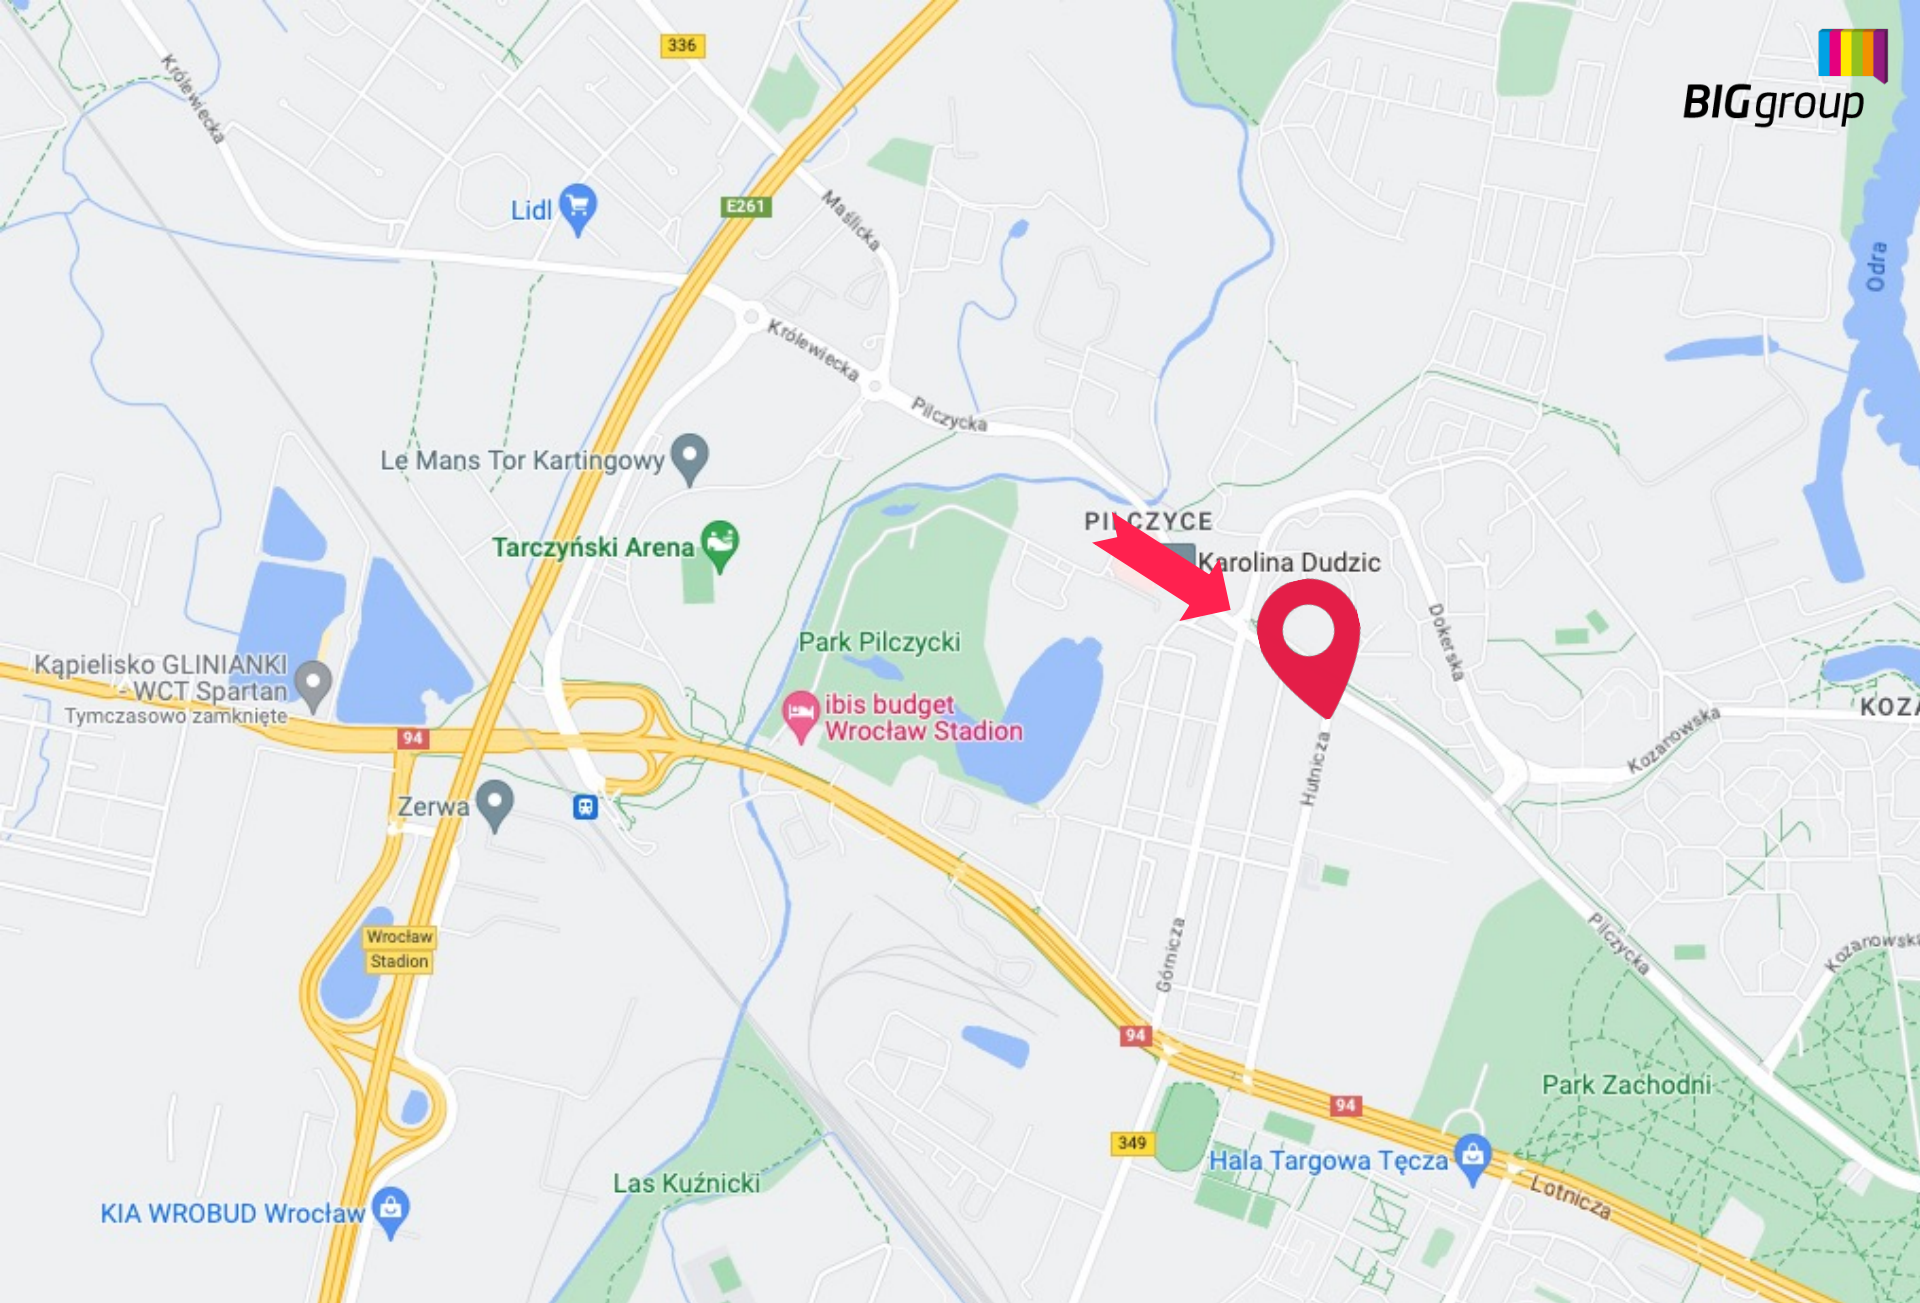 336
BIGgroup
Królewiecka
Lidl
E261
Maślicka
Odra
Królewiecka
Pilczycka
Le Mans Tor Kartingowy
PILCZYCE
Tarczyński Arena
Karolina Dudzic
Dokerska
Park Pilczycki
Kąpielisko GLINIANKI
- WCT Spartan
Tymczasowo zamknięte
ibis budget
Wrocław Stadion
KOZA
94
Kozanowska
Hutnicza
Zerwa
Wrocław
Stadion
Górnicza
Pilczycka
Kozanowska
94
Park Zachodni
94
349
Hala Targowa Tęcza
Las Kuźnicki
Lotnicza
KIA WROBUD Wrocław